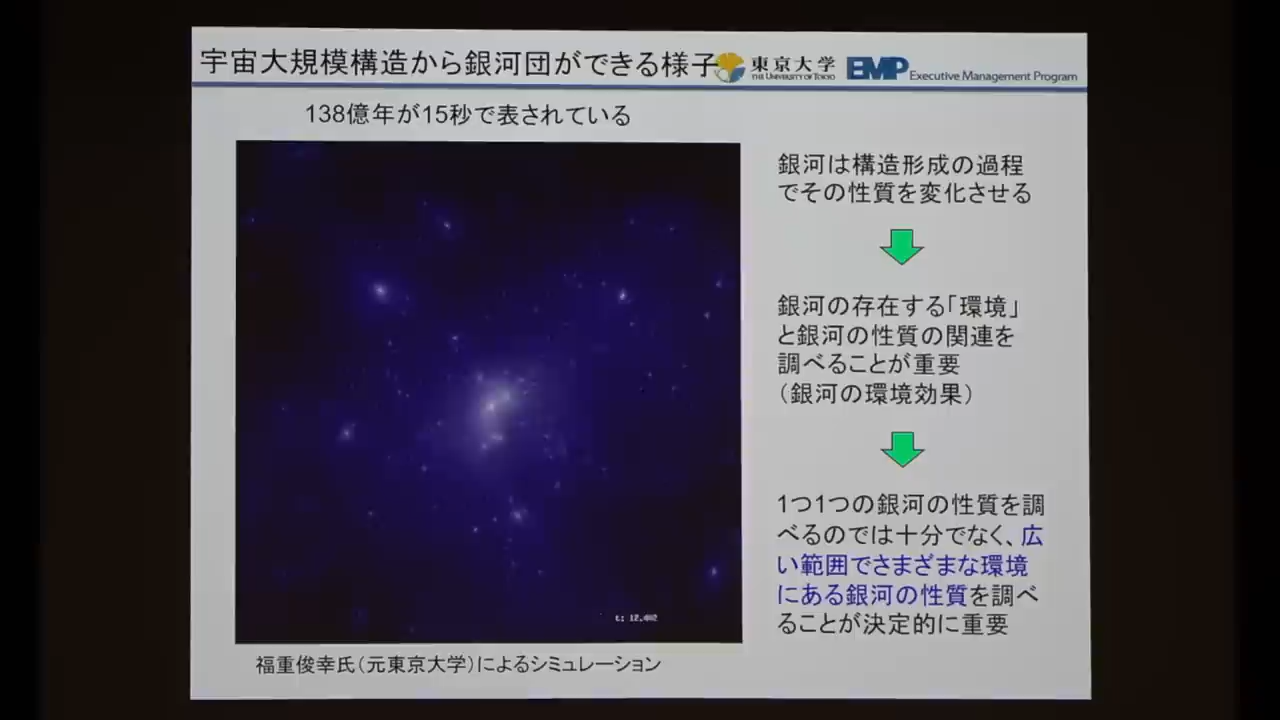 宇宙大規模構造から銀河団ができる様子
東京大学
THE UNIVERSITY OF TOKYO
EMP Executive Management Program
138億年が15秒で表されている
銀河は構造形成の過程
でその性質を変化させる
銀河の存在する「環境」
と銀河の性質の関連を
調べることが重要
（銀河の環境効果）
1つ1つの銀河の性質を調
べるのでは十分でなく、広
い範囲でさまざまな環境
にある銀河の性質を調べ
ることが決定的に重要
福重俊幸氏（元東京大学）によるシミュレーション